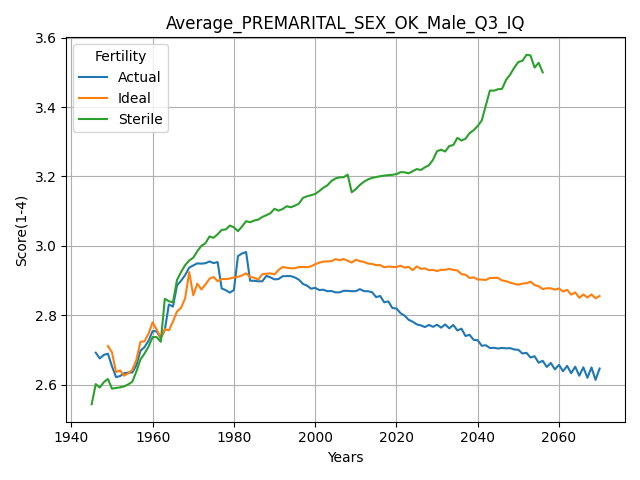 Average_PREMARITAL_SEX_OK_Male_Q3_IQ
Fertility
Actual
Ideal
Sterile
Score(1-4)
3.6
3.4
3.2
3.0
2.8
2.6
1940
1960
1980
2000
2020
2040
2060
Years